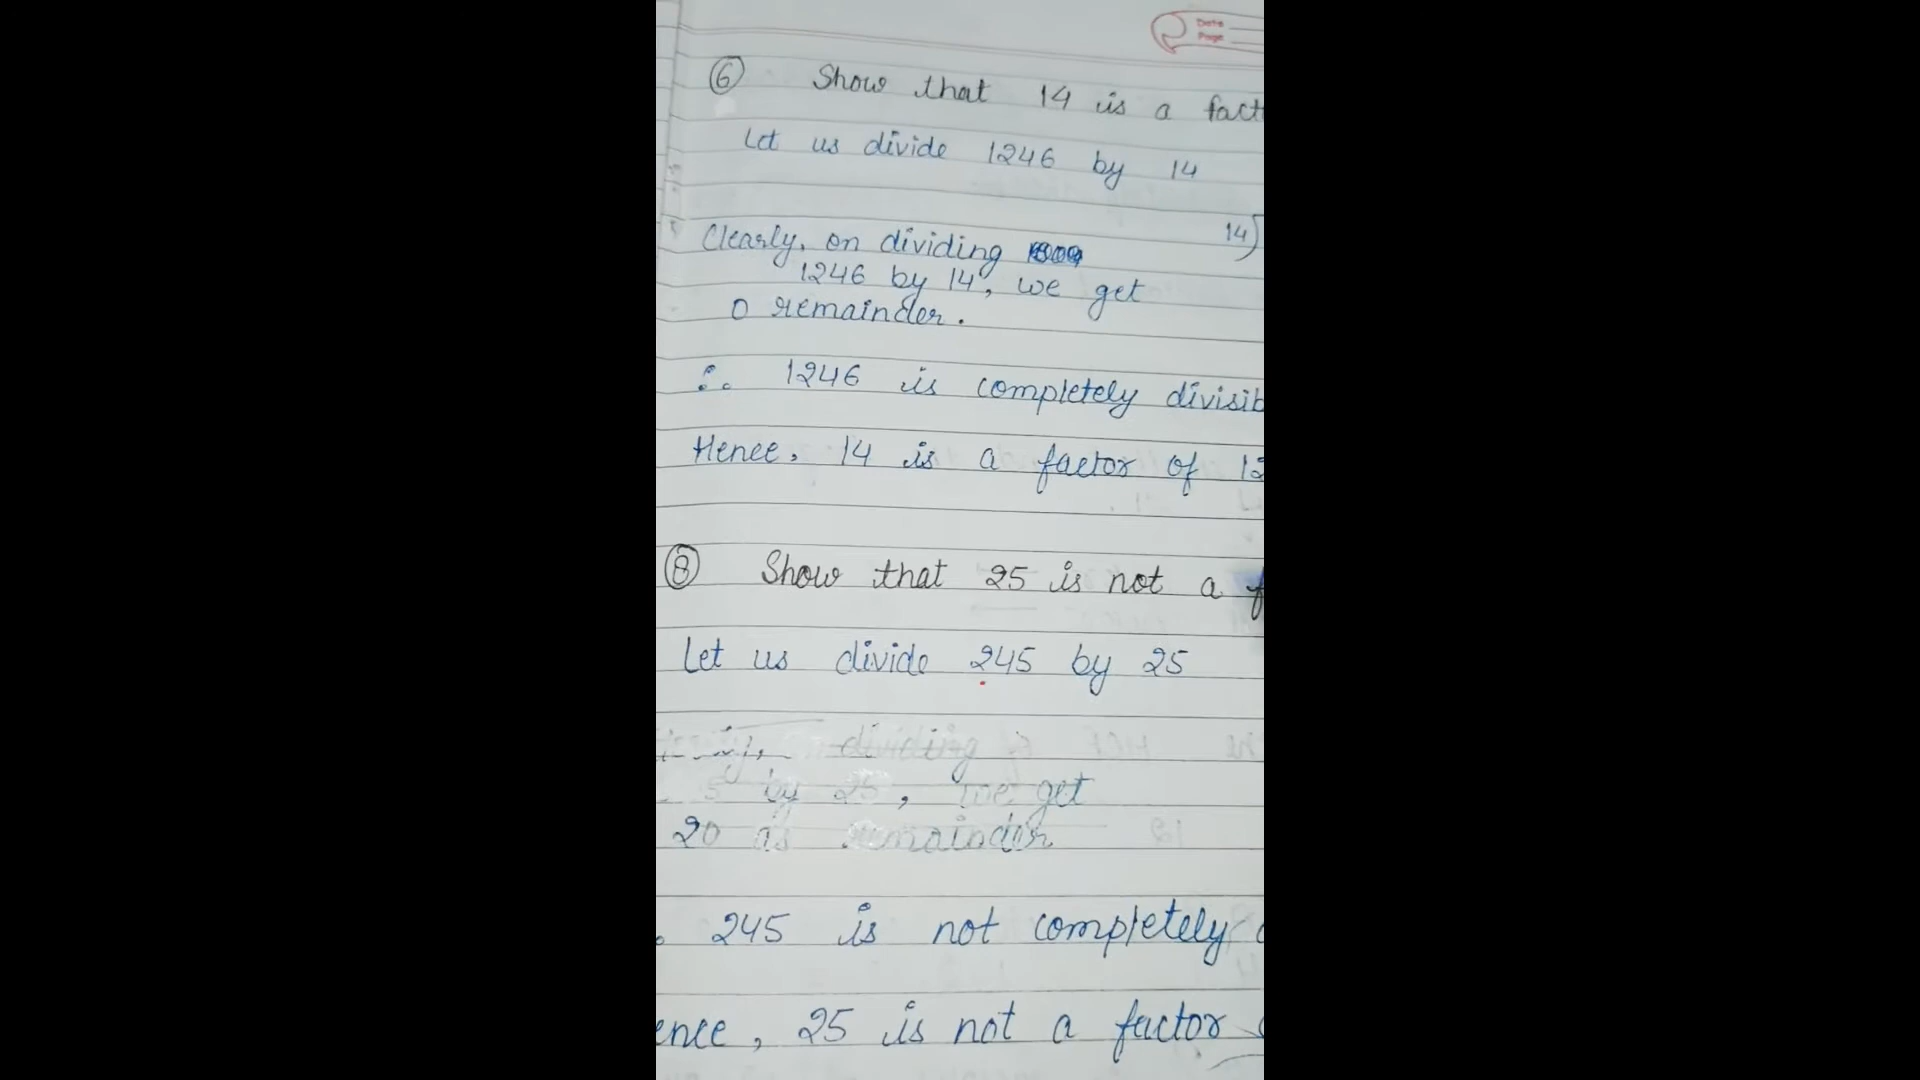 Date
Page
6 Show that 14 is a fact
Let us divide 1246 by 14
14)
Clearly, on dividing
1246 by 14, we get
0 remainder.
∴ 1246 is completely divisib
Hence, 14 is a factor of 12
8 Show that 25 is not a f
Let us divide 245 by 25
dividing
5 by 25, we get
20 as remainder
245 is not completely
ence, 25 is not a factor